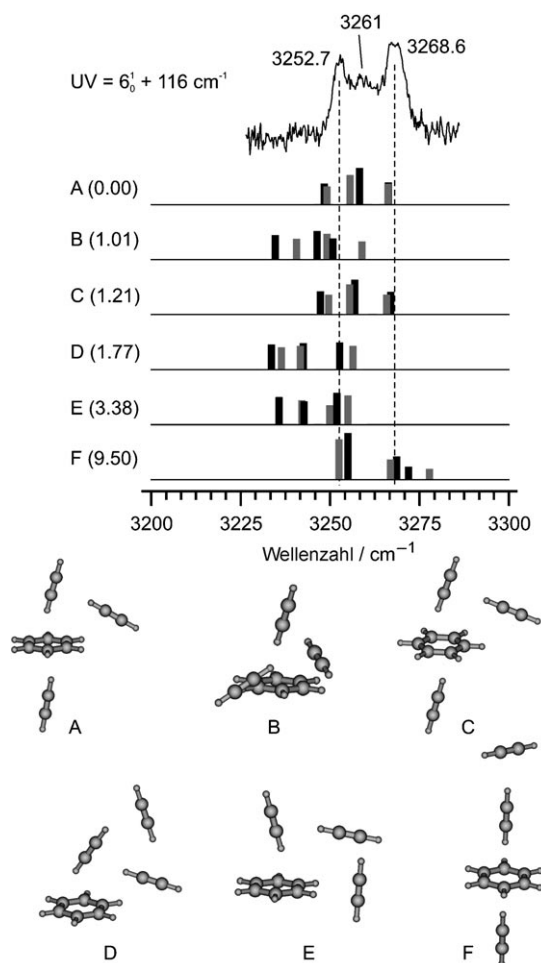 3261
3252.7
3268.6
UV = 6₀¹ + 116 cm⁻¹
A (0.00)
B (1.01)
C (1.21)
D (1.77)
E (3.38)
F (9.50)
3200
3225
3250
3275
3300
Wellenzahl / cm⁻¹
A
B
C
D
E
F